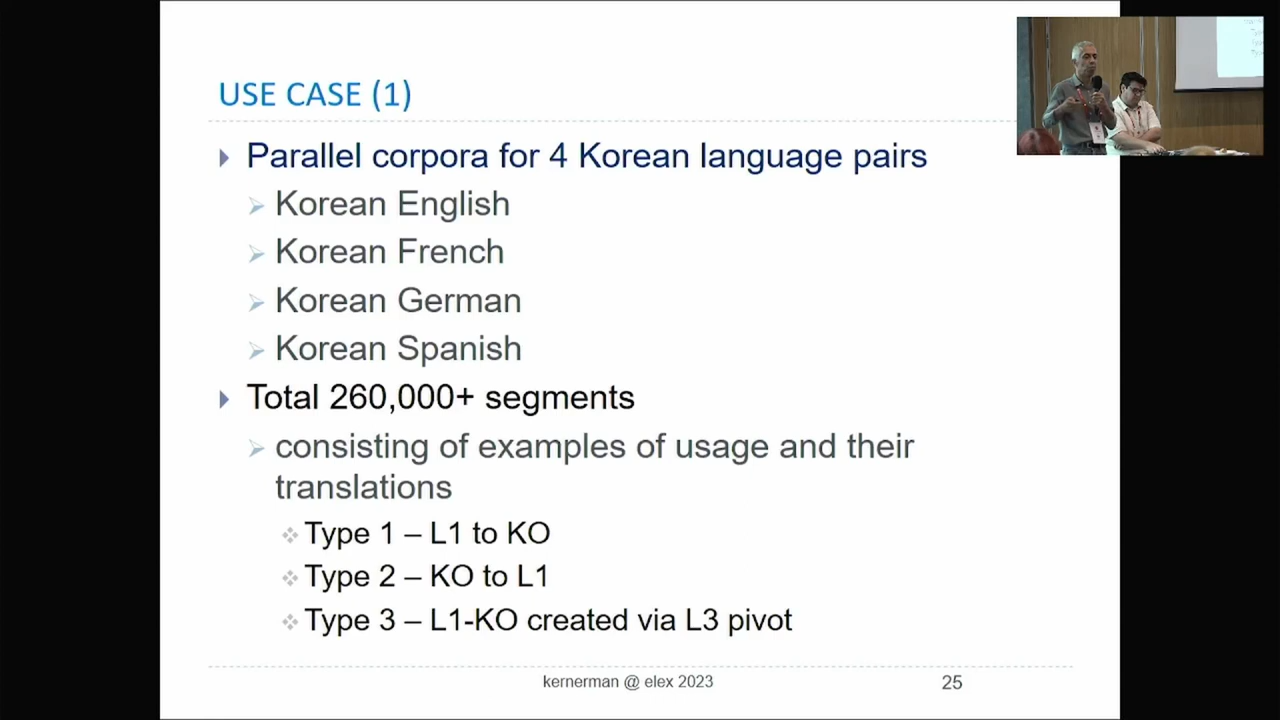 USE CASE (1)
Parallel corpora for 4 Korean language pairs
Korean English
Korean French
Korean German
Korean Spanish
Total 260,000+ segments
consisting of examples of usage and their
translations
Type 1 – L1 to KO
Type 2 – KO to L1
Type 3 – L1-KO created via L3 pivot
kernerman @ elex 2023
25